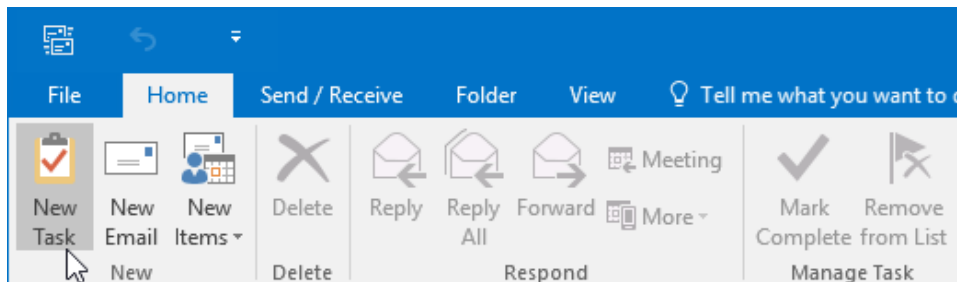 File Home Send / Receive Folder View Tell me what you want to
New Task
New Email
New Items
Delete
Reply
Reply All
Forward
Meeting
More
Mark Complete
Remove from List
New Delete Respond Manage Task